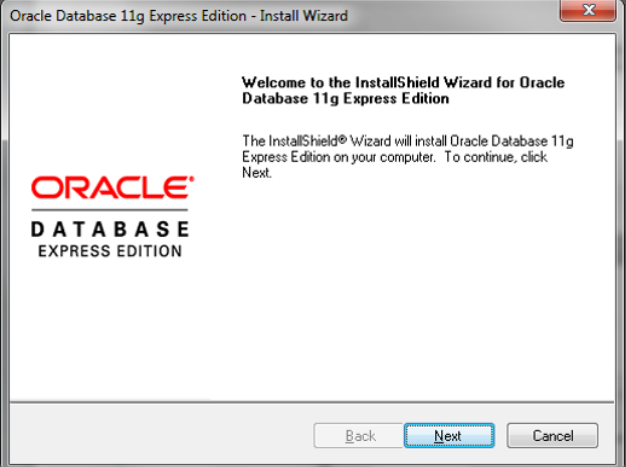 Oracle Database 11g Express Edition - Install Wizard
x
Welcome to the InstallShield Wizard for Oracle
Database 11g Express Edition
The InstallShield® Wizard will install Oracle Database 11g
Express Edition on your computer. To continue, click
Next.
ORACLE®
DATABASE
EXPRESS EDITION
Back
Next
Cancel